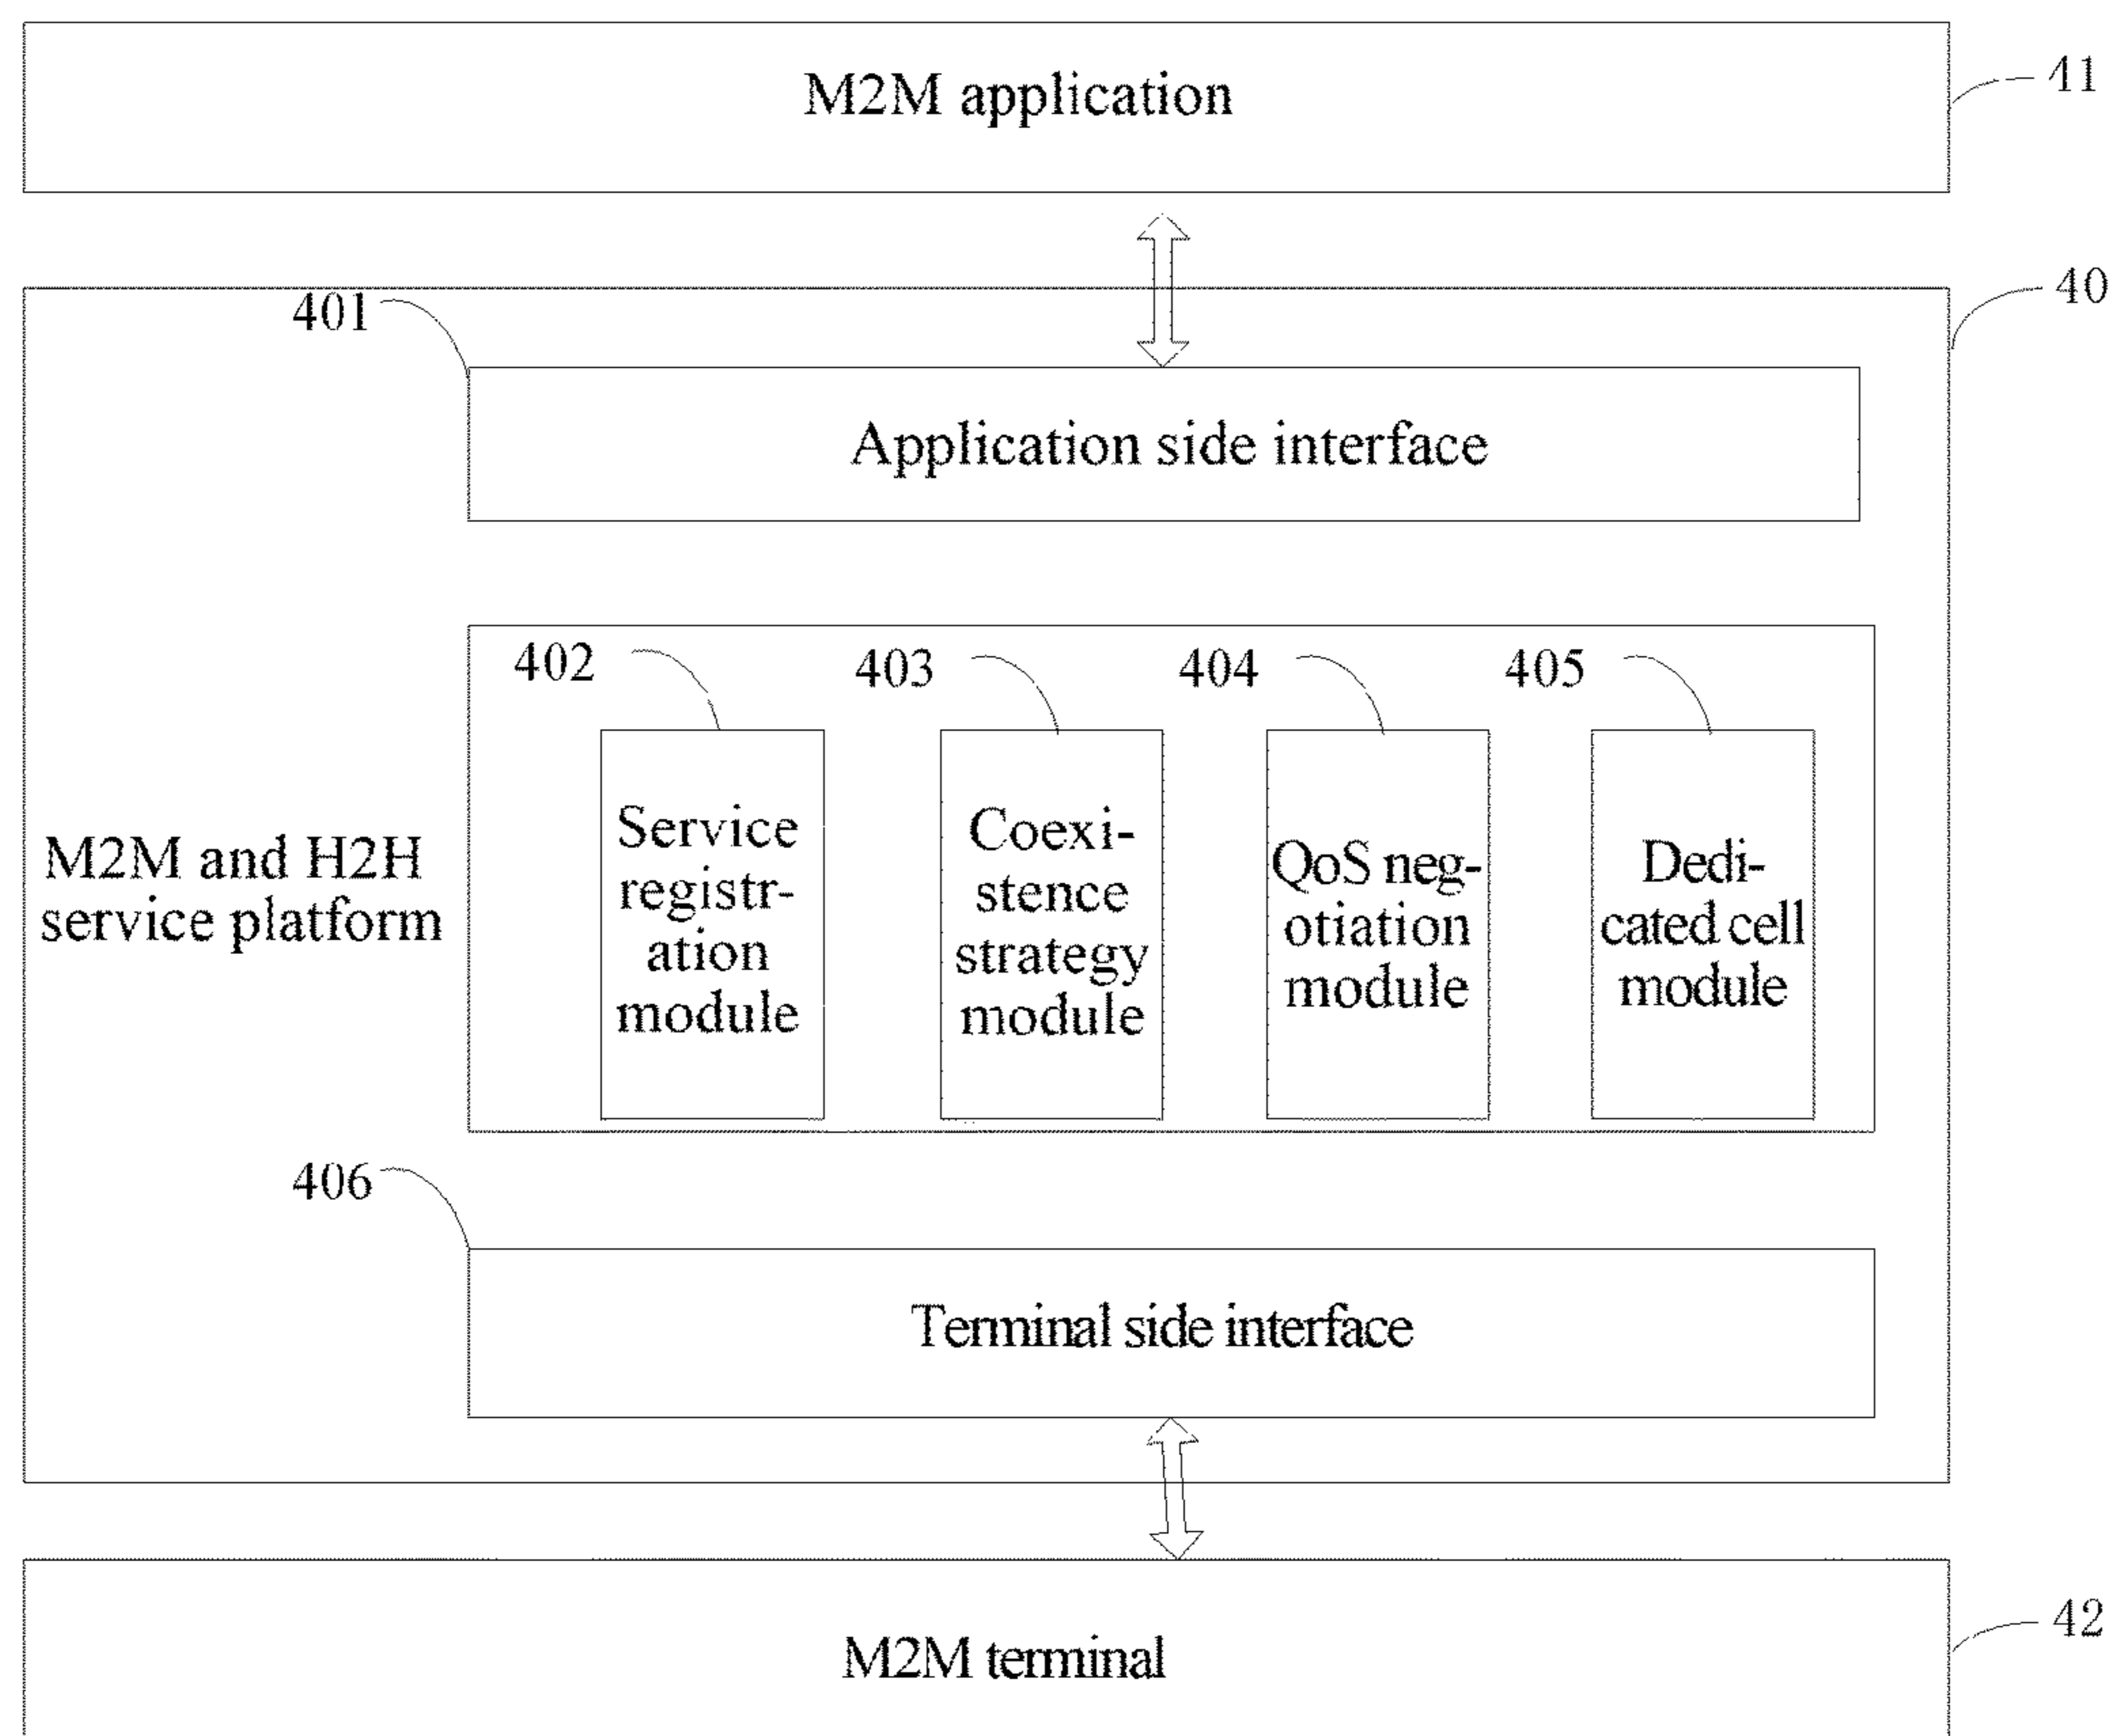 M2M application
41
40
401
Application side interface
402
403
404
405
Service
registr-
ation
module
Coexi-
stence
strategy
module
QoS neg-
otiation
module
Dedi-
cated cell
module
M2M and H2H
service platform
406
Terminal side interface
M2M terminal
42